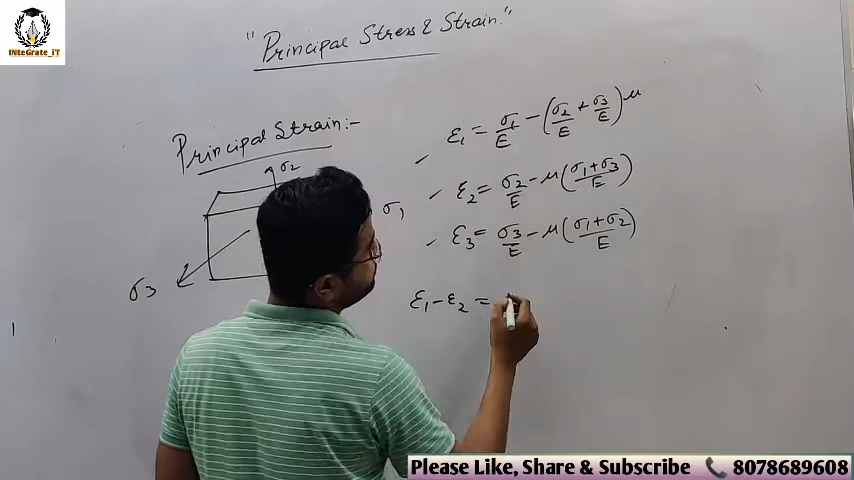 INteGrate_iT
"Principal Stress & Strain."
Principal Strain:-
σ2
σ1
σ3
ε1 = σ1/E - (σ2/E + σ3/E)μ
ε2 = σ2/E - μ(σ1+σ3/E)
ε3 = σ3/E - μ(σ1+σ2/E)
ε1-ε2 =
Please Like, Share & Subscribe 8078689608